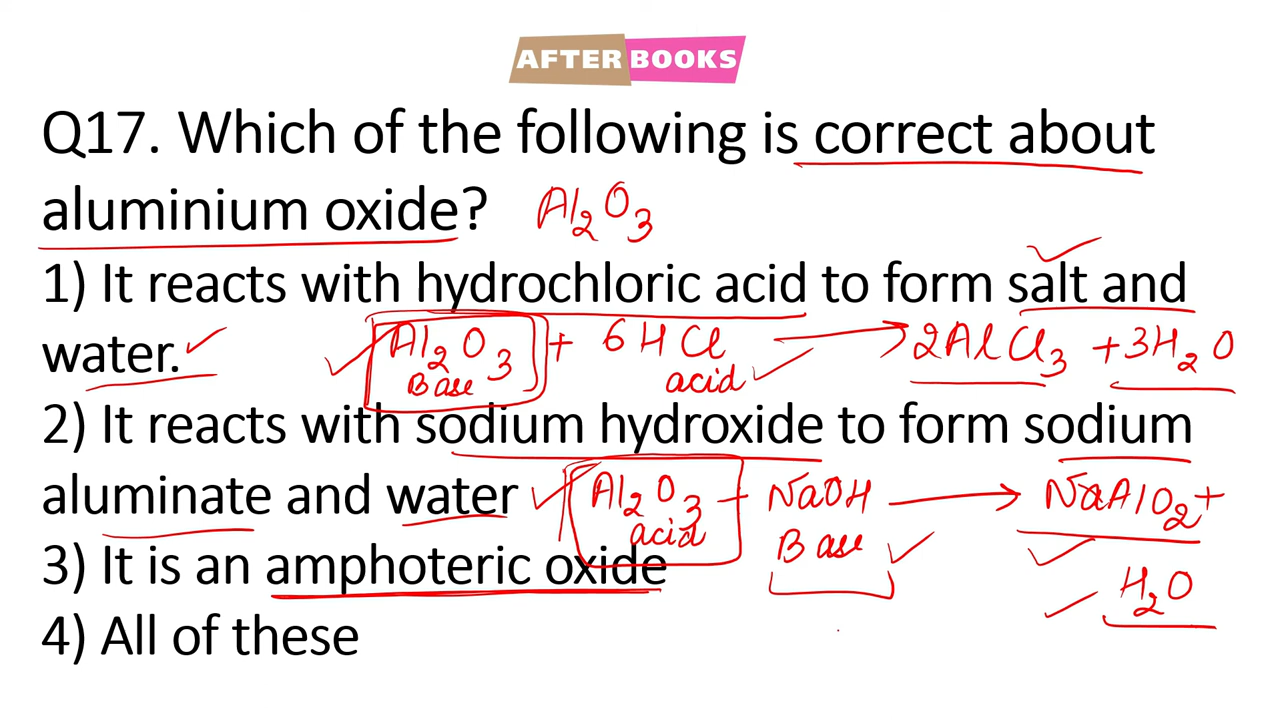 AFTER BOOKS
Q17. Which of the following is correct about
aluminium oxide? Al2O3
1) It reacts with hydrochloric acid to form salt and
water. Al2O3 + 6HCl → 2AlCl3 + 3H2O
Base acid
2) It reacts with sodium hydroxide to form sodium
aluminate and water Al2O3 + NaOH → NaAlO2 +
acid Base
3) It is an amphoteric oxide H2O
4) All of these